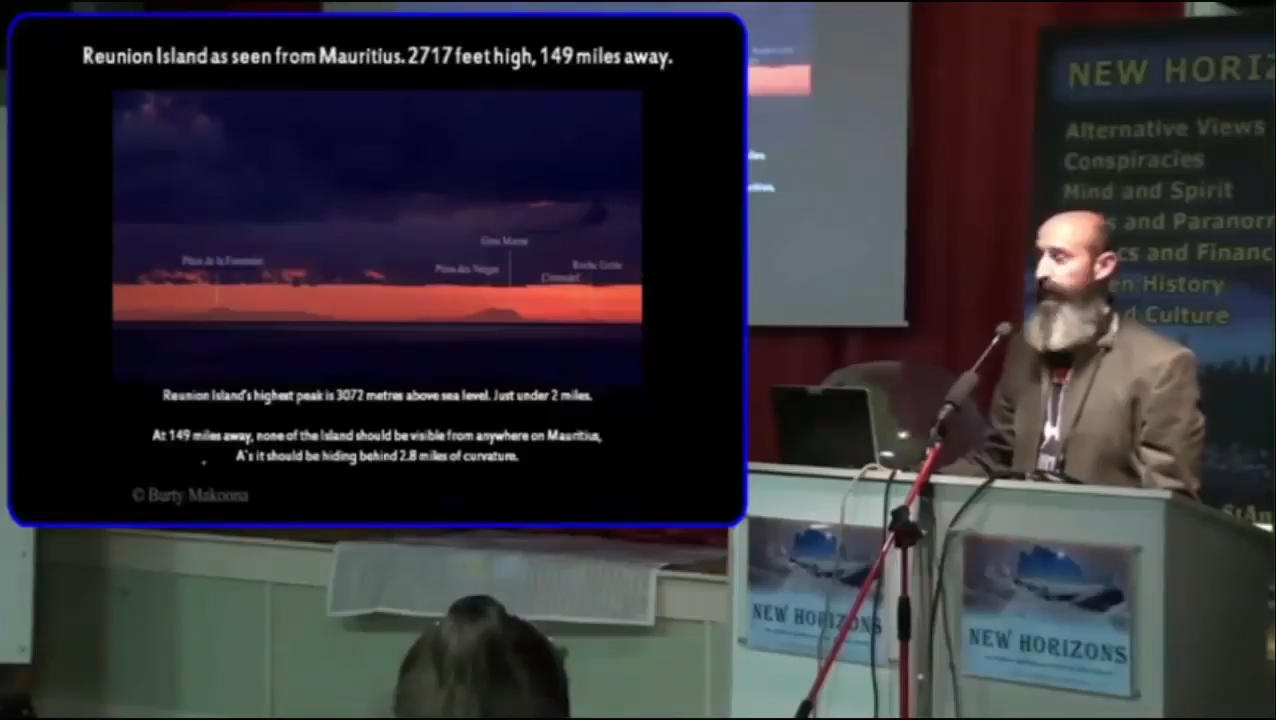 Reunion Island as seen from Mauritius. 2717 feet high, 149 miles away.
Piton de la Fournaise
Gros Morne
Piton des Neiges
Cimendef
Roche Ecrite
Reunion Island's highest peak is 3072 metres above sea level. Just under 2 miles.
At 149 miles away, none of the Island should be visible from anywhere on Mauritius,
A's it should be hiding behind 2.8 miles of curvature.
© Burty Makoona
NEW HORIZ
Alternative Views
Conspiracies
Mind and Spirit
s and Paranorm
cs and Financ
en History
d Culture
StAn
NEW HORIZONS
NEW HORIZONS